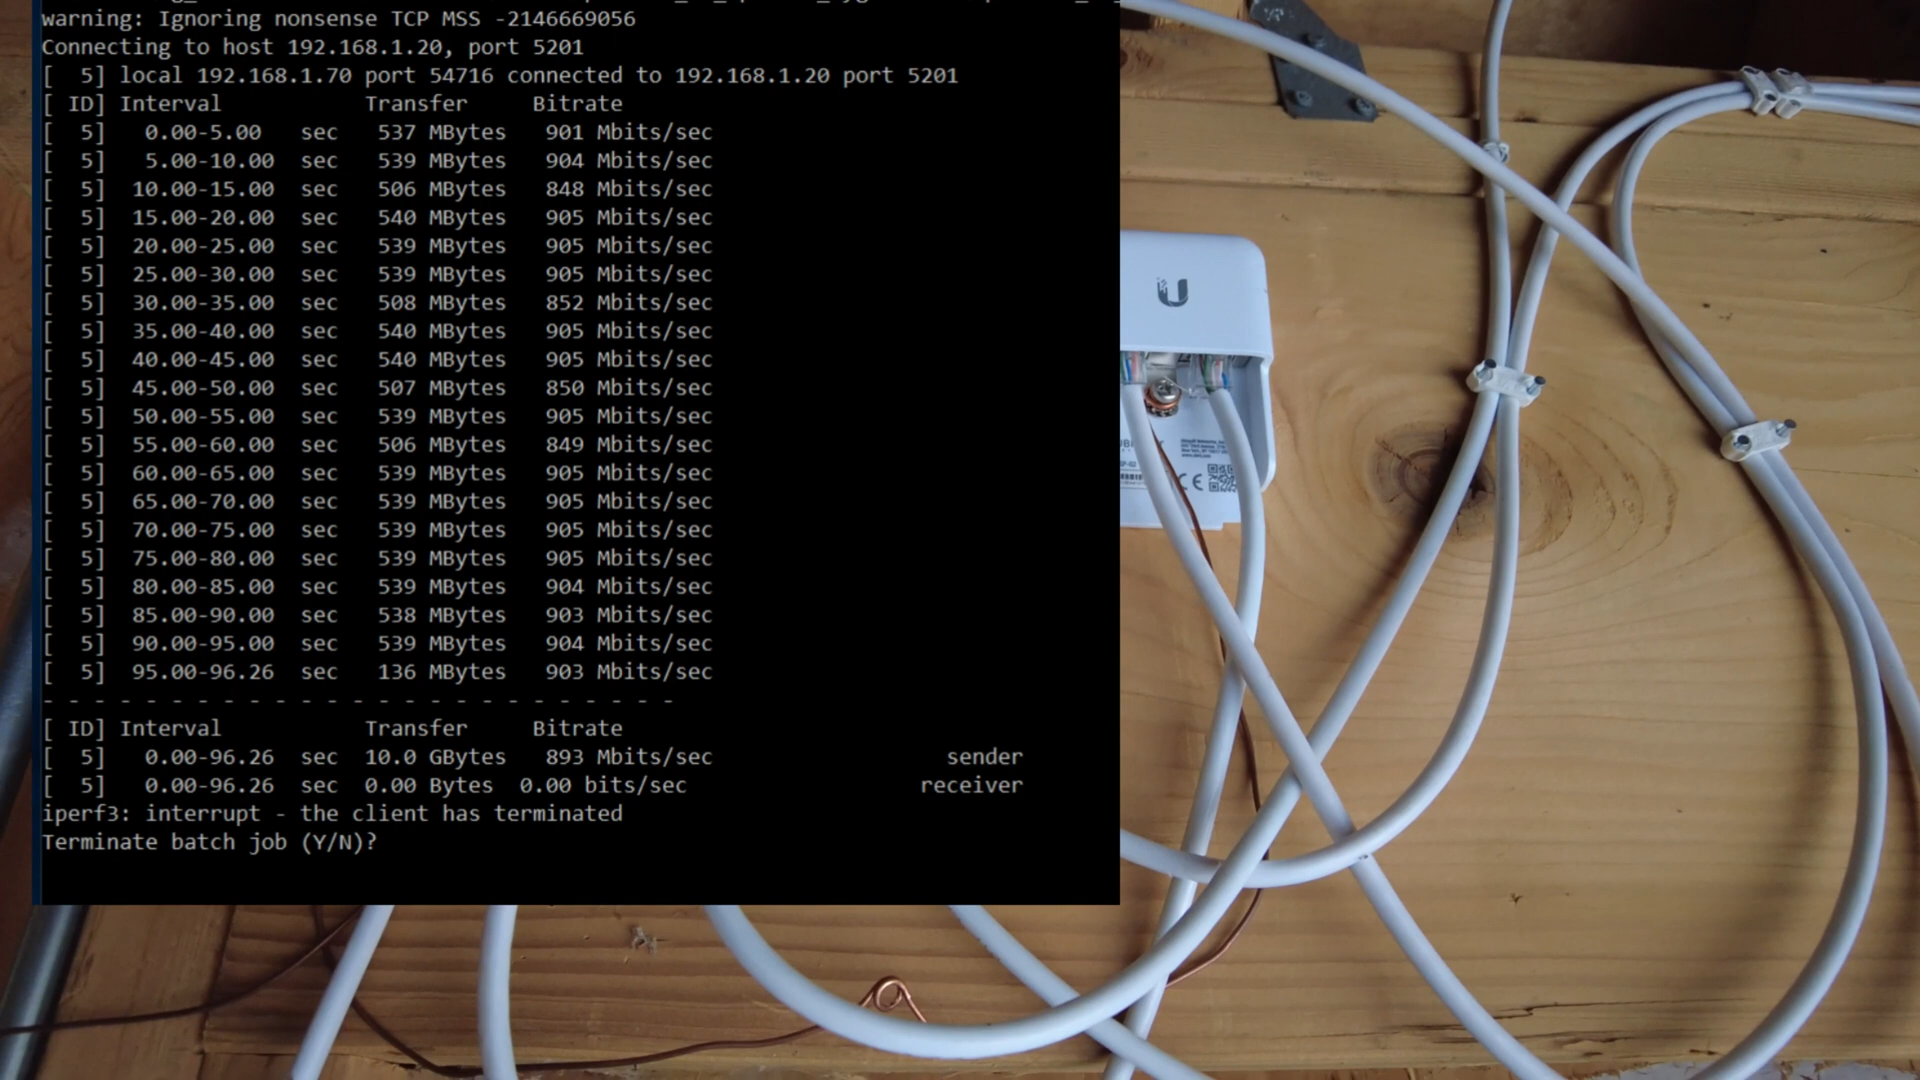 warning: Ignoring nonsense TCP MSS -2146669056
Connecting to host 192.168.1.20, port 5201
[  5] local 192.168.1.70 port 54716 connected to 192.168.1.20 port 5201
[ ID] Interval           Transfer     Bitrate
[  5]   0.00-5.00   sec   537 MBytes   901 Mbits/sec
[  5]   5.00-10.00  sec   539 MBytes   904 Mbits/sec
[  5]  10.00-15.00  sec   506 MBytes   848 Mbits/sec
[  5]  15.00-20.00  sec   540 MBytes   905 Mbits/sec
[  5]  20.00-25.00  sec   539 MBytes   905 Mbits/sec
[  5]  25.00-30.00  sec   539 MBytes   905 Mbits/sec
[  5]  30.00-35.00  sec   508 MBytes   852 Mbits/sec
[  5]  35.00-40.00  sec   540 MBytes   905 Mbits/sec
[  5]  40.00-45.00  sec   540 MBytes   905 Mbits/sec
[  5]  45.00-50.00  sec   507 MBytes   850 Mbits/sec
[  5]  50.00-55.00  sec   539 MBytes   905 Mbits/sec
[  5]  55.00-60.00  sec   506 MBytes   849 Mbits/sec
[  5]  60.00-65.00  sec   539 MBytes   905 Mbits/sec
[  5]  65.00-70.00  sec   539 MBytes   905 Mbits/sec
[  5]  70.00-75.00  sec   539 MBytes   905 Mbits/sec
[  5]  75.00-80.00  sec   539 MBytes   905 Mbits/sec
[  5]  80.00-85.00  sec   539 MBytes   904 Mbits/sec
[  5]  85.00-90.00  sec   538 MBytes   903 Mbits/sec
[  5]  90.00-95.00  sec   539 MBytes   904 Mbits/sec
[  5]  95.00-96.26  sec   136 MBytes   903 Mbits/sec
- - - - - - - - - - - - - - - - - - - - - - - - -
[ ID] Interval           Transfer     Bitrate
[  5]   0.00-96.26  sec  10.0 GBytes   893 Mbits/sec                  sender
[  5]   0.00-96.26  sec  0.00 Bytes  0.00 bits/sec                  receiver
iperf3: interrupt - the client has terminated
Terminate batch job (Y/N)?
U
CE